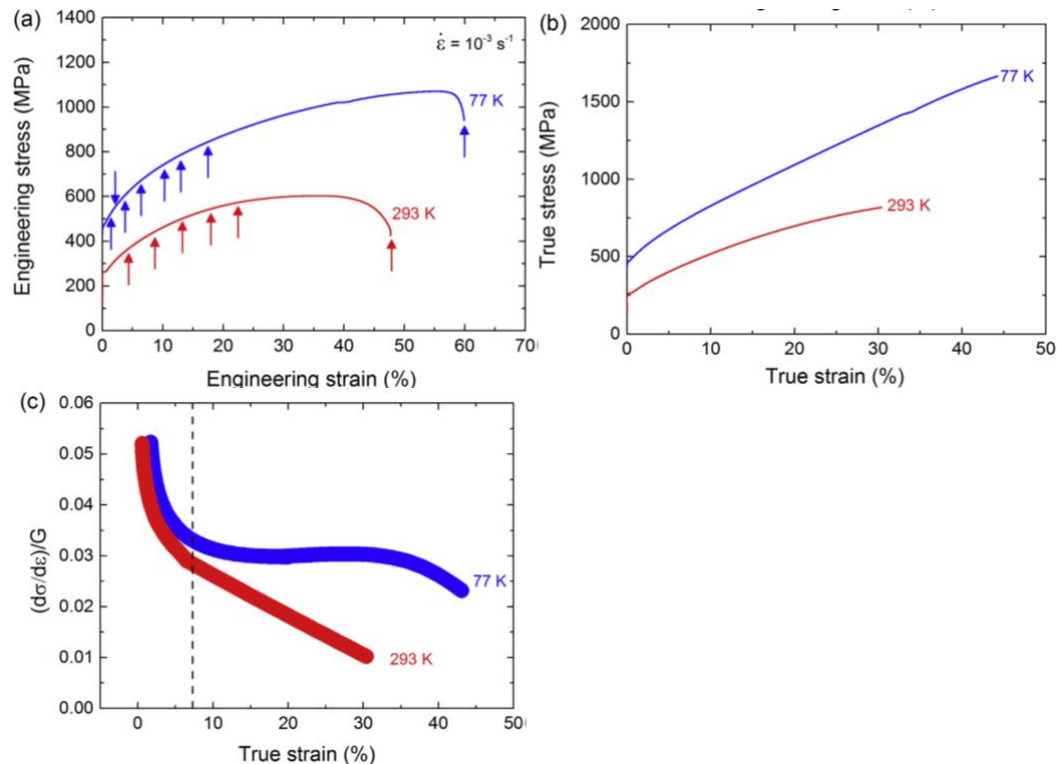 (a)
ε̇ = 10⁻³ s⁻¹
1400
1200
1000
800
600
400
200
0
Engineering stress (MPa)
77 K
293 K
0 10 20 30 40 50 60 70
Engineering strain (%)
(b)
2000
1500
1000
500
0
True stress (MPa)
77 K
293 K
0 10 20 30 40 50
True strain (%)
(c)
0.06
0.05
0.04
0.03
0.02
0.01
0.00
(dσ/dε)/G
77 K
293 K
0 10 20 30 40 50
True strain (%)